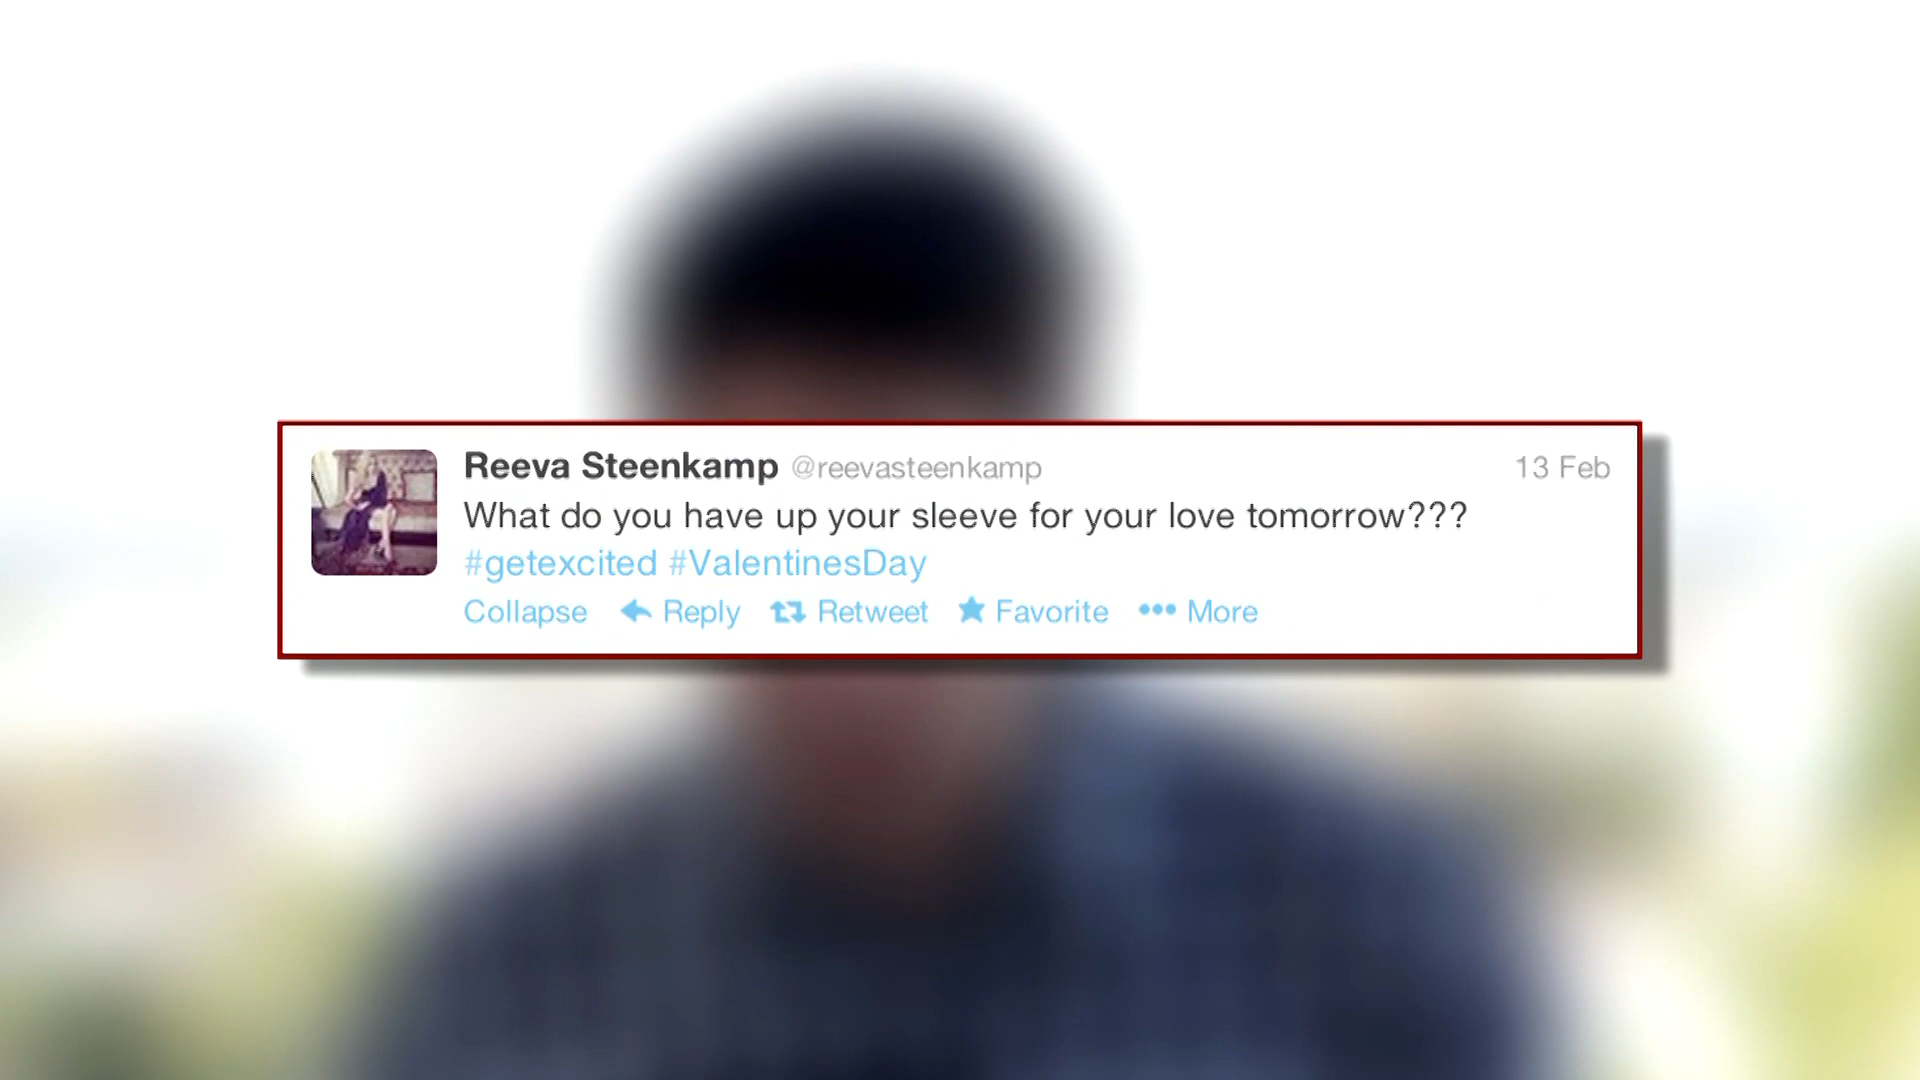 Reeva Steenkamp @reevasteenkamp 13 Feb
What do you have up your sleeve for your love tomorrow???
#getexcited #ValentinesDay
Collapse Reply Retweet Favorite More